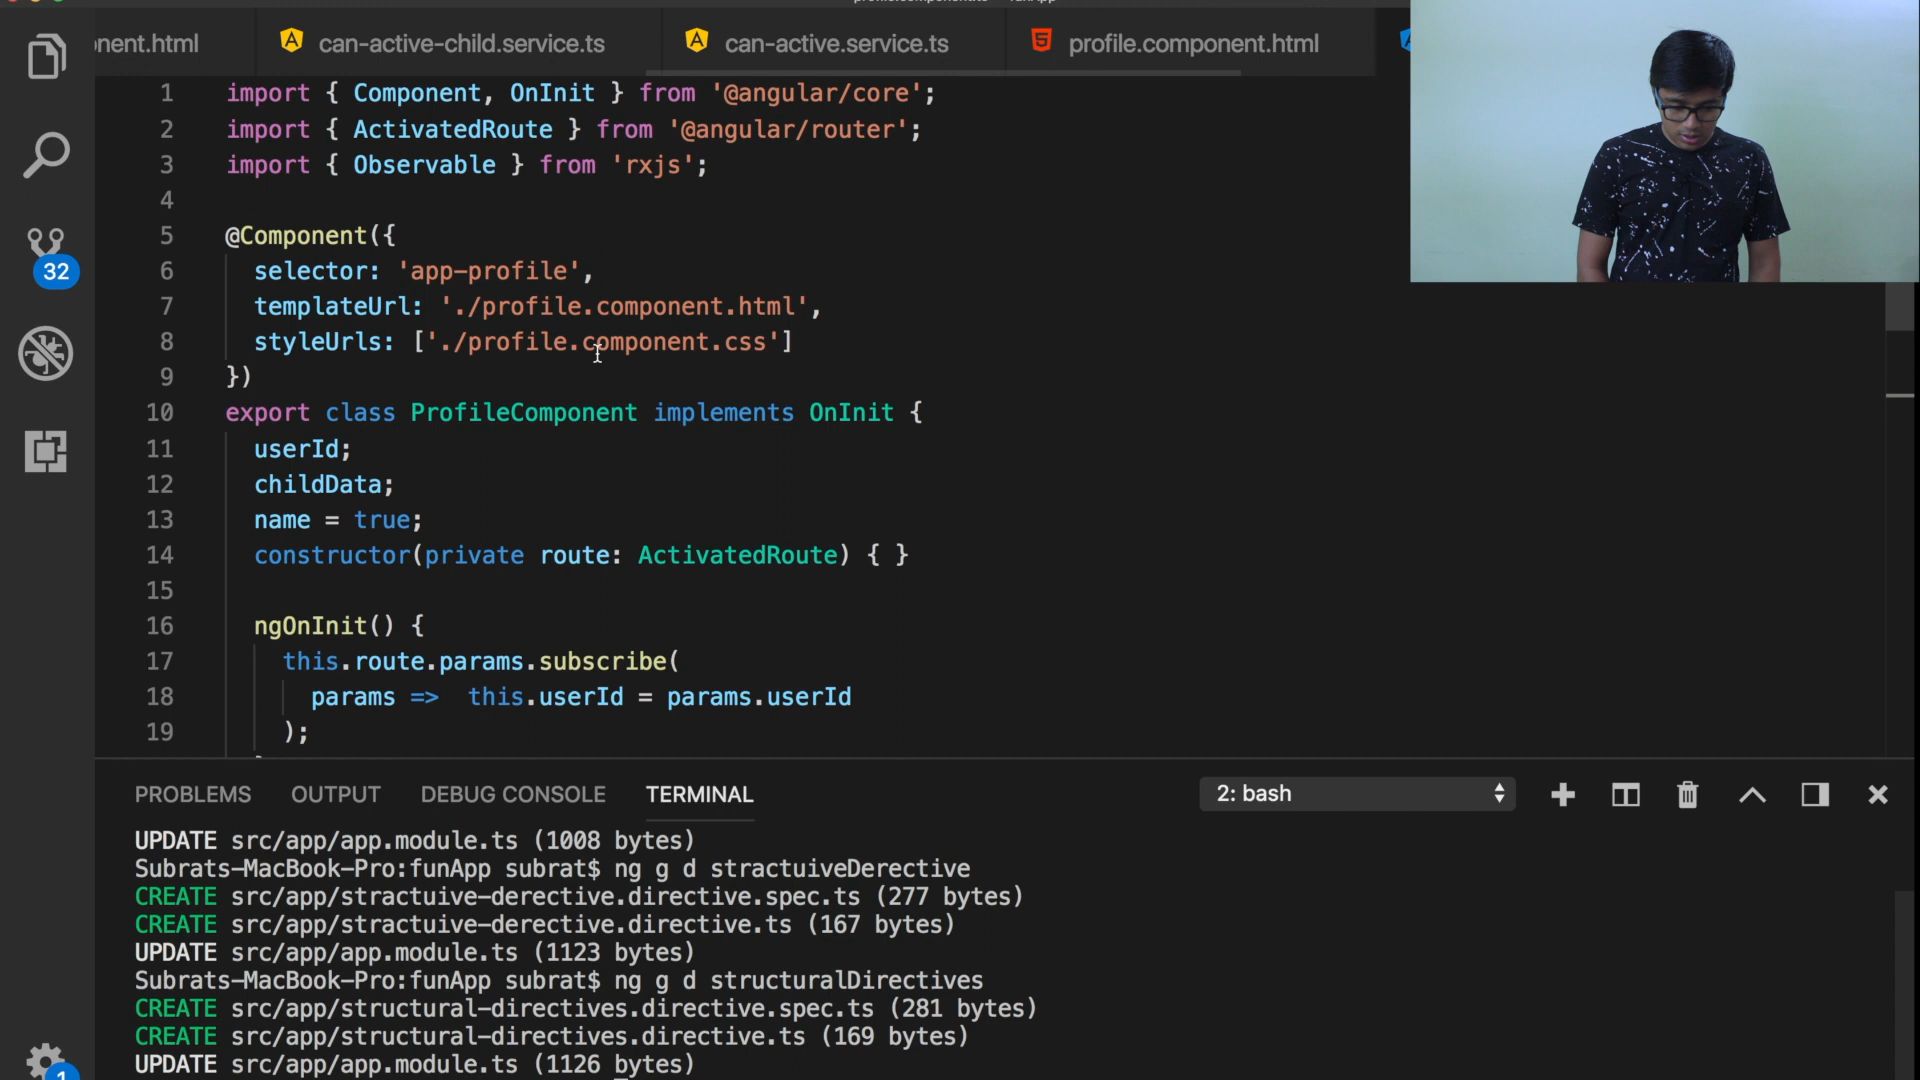 nent.html
can-active-child.service.ts
can-active.service.ts
profile.component.html
1 import { Component, OnInit } from '@angular/core';
2 import { ActivatedRoute } from '@angular/router';
3 import { Observable } from 'rxjs';
4
5 @Component({
6 selector: 'app-profile',
7 templateUrl: './profile.component.html',
8 styleUrls: ['./profile.component.css']
9 })
10 export class ProfileComponent implements OnInit {
11 userId;
12 childData;
13 name = true;
14 constructor(private route: ActivatedRoute) { }
15
16 ngOnInit() {
17 this.route.params.subscribe(
18 params => this.userId = params.userId
19 );
32
1
PROBLEMS OUTPUT DEBUG CONSOLE TERMINAL
2: bash
UPDATE src/app/app.module.ts (1008 bytes)
Subrats-MacBook-Pro:funApp subrat$ ng g d stractuiveDerective
CREATE src/app/stractuive-derective.directive.spec.ts (277 bytes)
CREATE src/app/stractuive-derective.directive.ts (167 bytes)
UPDATE src/app/app.module.ts (1123 bytes)
Subrats-MacBook-Pro:funApp subrat$ ng g d structuralDirectives
CREATE src/app/structural-directives.directive.spec.ts (281 bytes)
CREATE src/app/structural-directives.directive.ts (169 bytes)
UPDATE src/app/app.module.ts (1126 bytes)